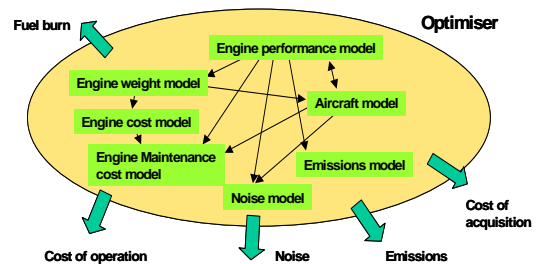 Fuel burn
Optimiser
Engine performance model
Engine weight model
Aircraft model
Engine cost model
Engine Maintenance
cost model
Emissions model
Noise model
Cost of
acquisition
Cost of operation
Noise
Emissions